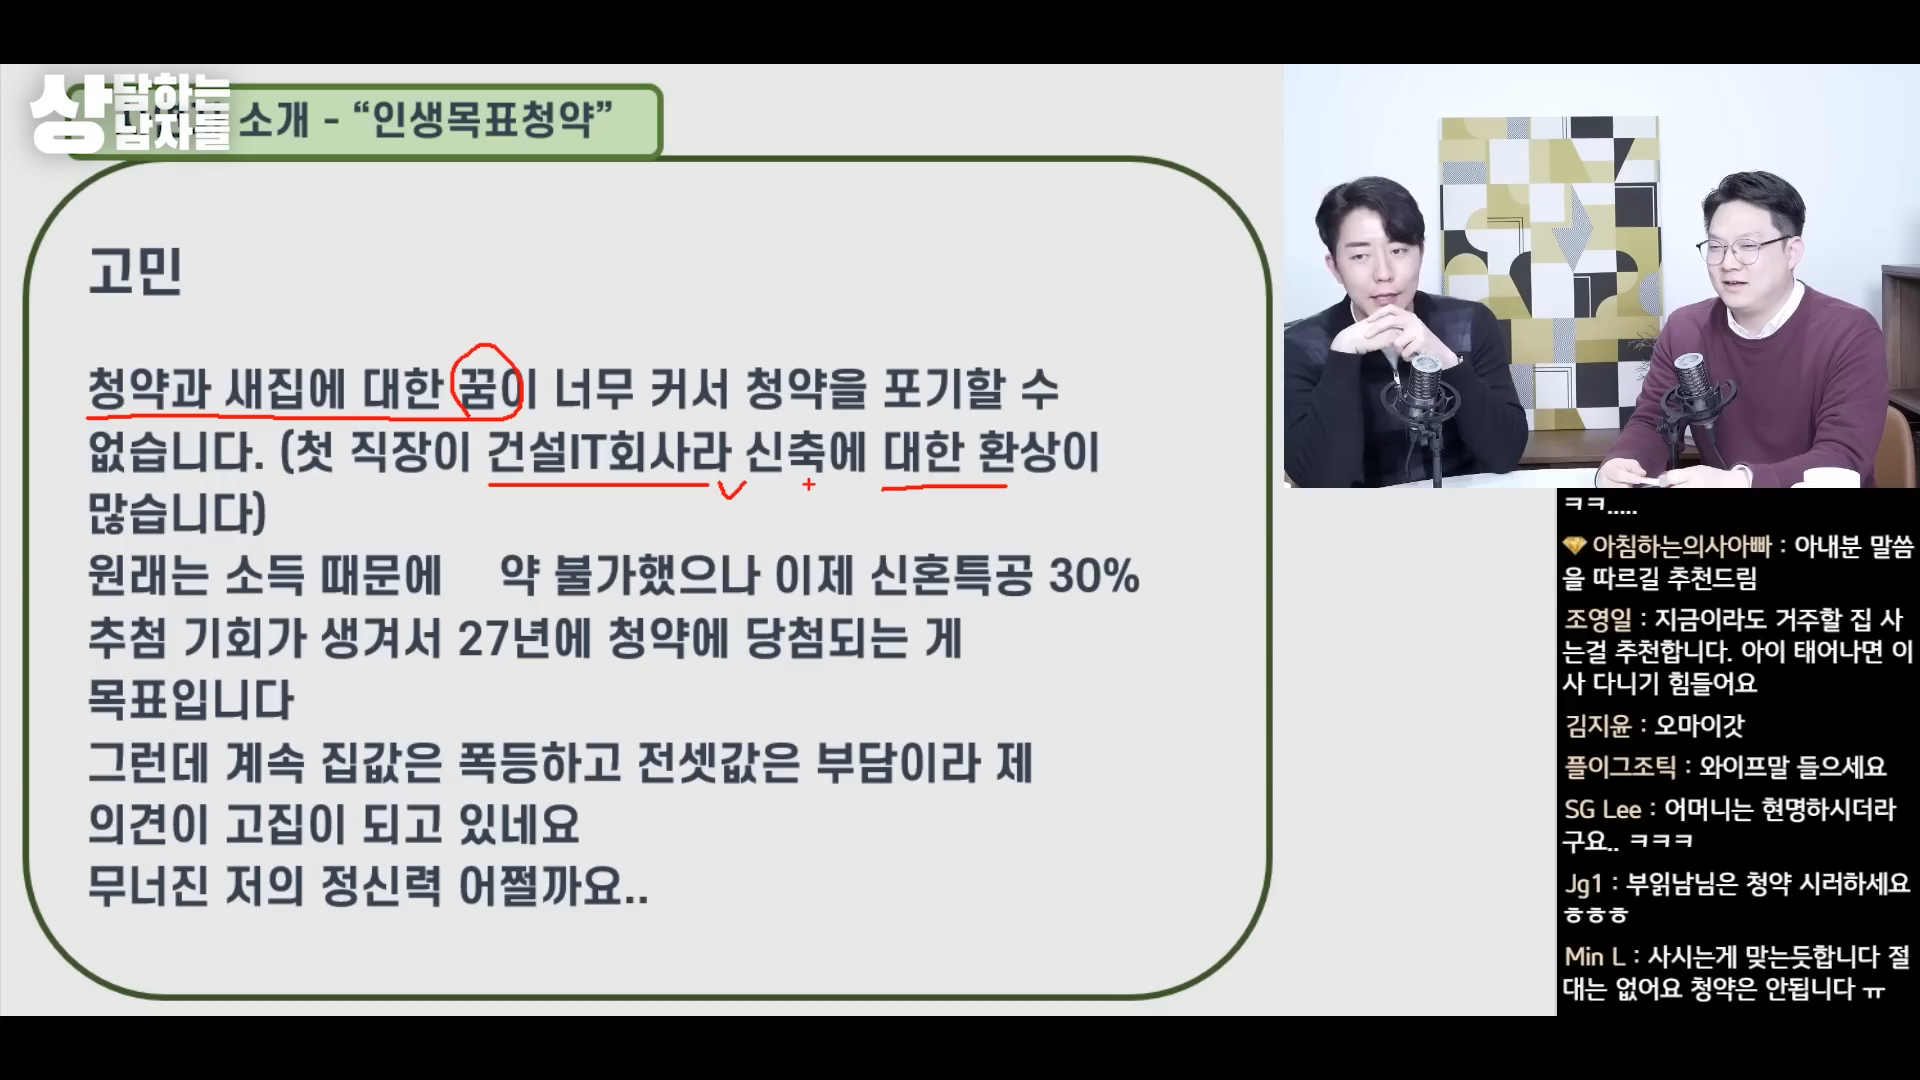 상담하는
남자들
소개 - “인생목표청약”
고민
청약과 새집에 대한 꿈이 너무 커서 청약을 포기할 수
없습니다. (첫 직장이 건설IT회사라 신축에 대한 환상이
많습니다)
원래는 소득 때문에 약 불가했으나 이제 신혼특공 30%
추첨 기회가 생겨서 27년에 청약에 당첨되는 게
목표입니다
그런데 계속 집값은 폭등하고 전셋값은 부담이라 제
의견이 고집이 되고 있네요
무너진 저의 정신력 어쩔까요..
ㅋㅋ.....
아침하는의사아빠 : 아내분 말씀
을 따르길 추천드림
조영일 : 지금이라도 거주할 집 사
는걸 추천합니다. 아이 태어나면 이
사 다니기 힘들어요
김지윤 : 오마이갓
플이그조틱 : 와이프말 들으세요
SG Lee : 어머니는 현명하시더라
구요.. ㅋㅋㅋ
Jg1 : 부읽남님은 청약 시러하세요
ㅎㅎㅎ
Min L : 사시는게 맞는듯합니다 절
대는 없어요 청약은 안됩니다 ㅠ